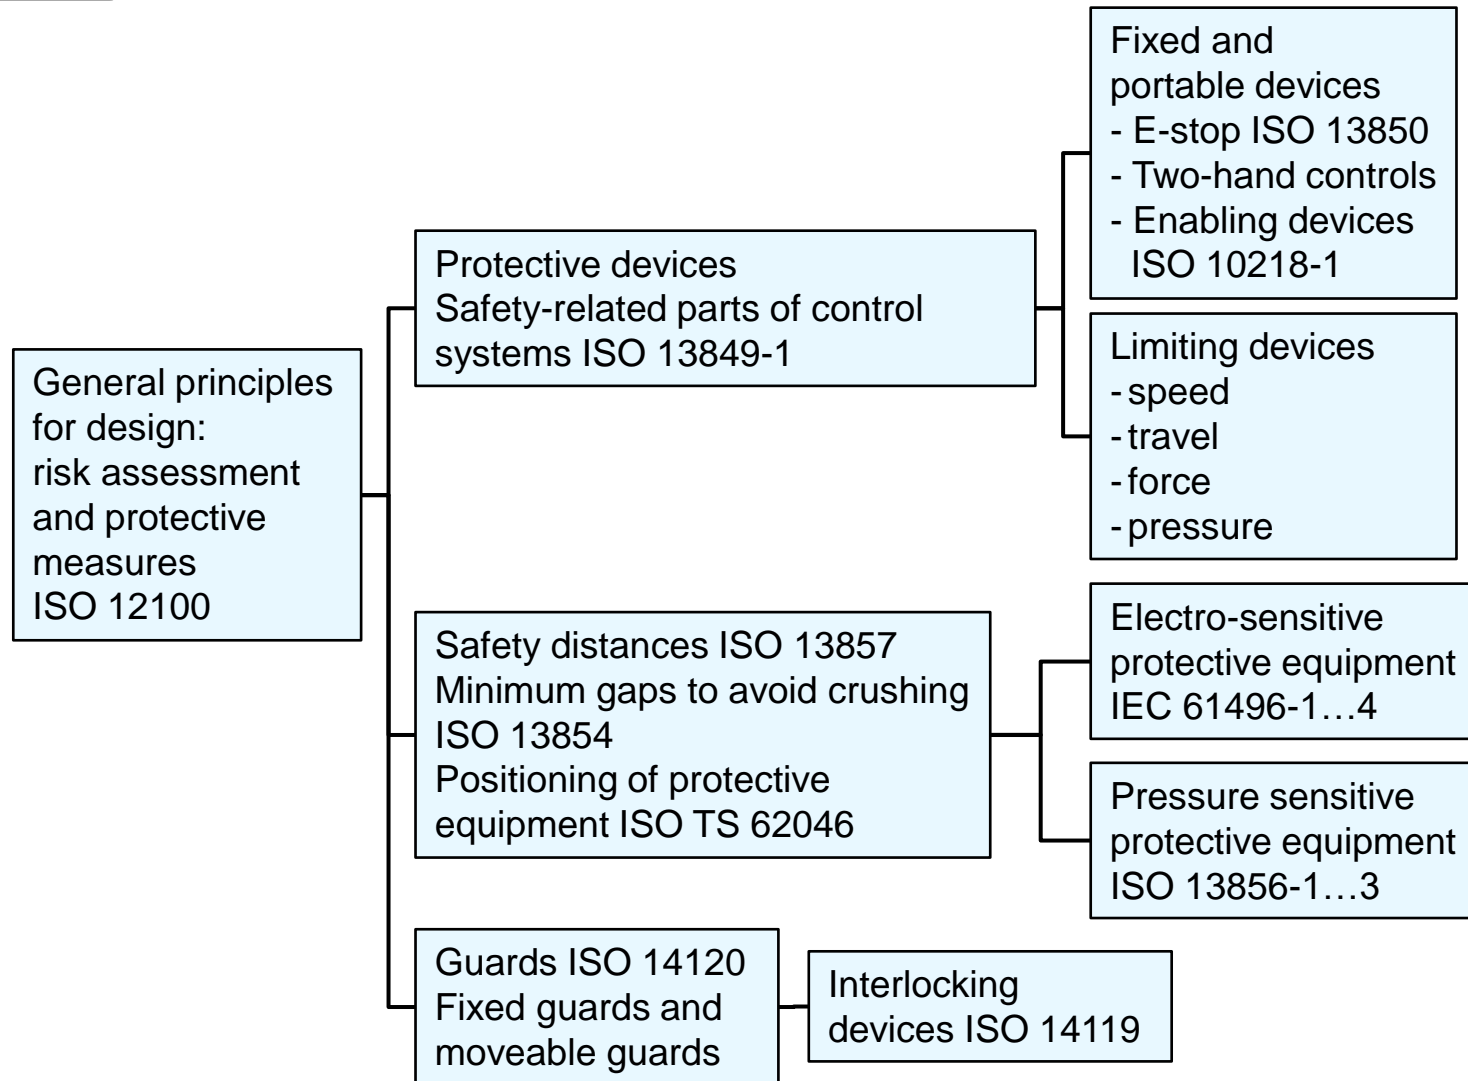 General principles
for design:
risk assessment
and protective
measures
ISO 12100
Protective devices
Safety-related parts of control
systems ISO 13849-1
Fixed and
portable devices
- E-stop ISO 13850
- Two-hand controls
- Enabling devices
ISO 10218-1
Limiting devices
- speed
- travel
- force
- pressure
Safety distances ISO 13857
Minimum gaps to avoid crushing
ISO 13854
Positioning of protective
equipment ISO TS 62046
Electro-sensitive
protective equipment
IEC 61496-1…4
Pressure sensitive
protective equipment
ISO 13856-1…3
Guards ISO 14120
Fixed guards and
moveable guards
Interlocking
devices ISO 14119